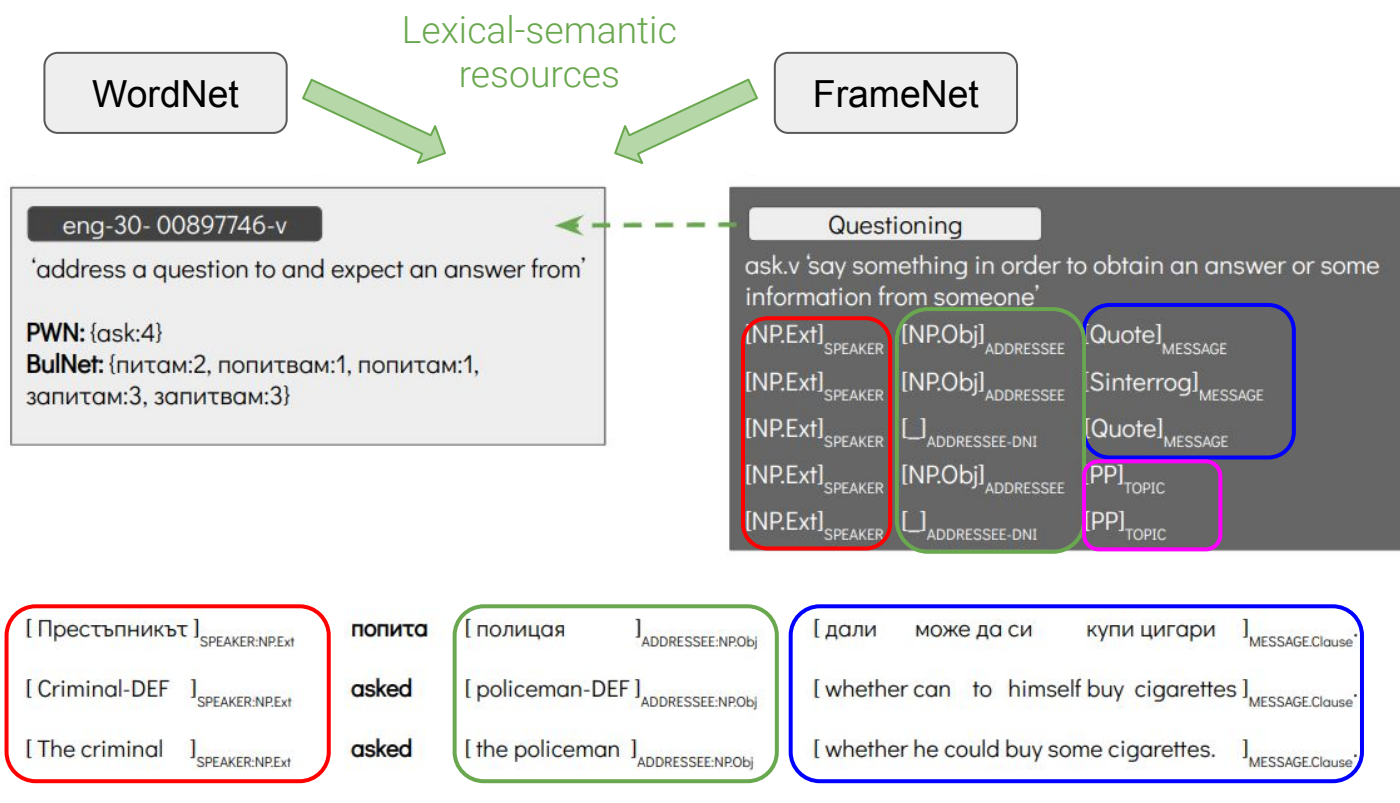 Lexical-semantic
resources
WordNet
FrameNet
eng-30- 00897746-v
‘address a question to and expect an answer from’
PWN: {ask:4}
BulNet: {питам:2, попитвам:1, попитам:1,
запитам:3, запитвам:3}
Questioning
ask.v ‘say something in order to obtain an answer or some
information from someone’
[NP.Ext]SPEAKER [NP.Obj]ADDRESSEE [Quote]MESSAGE
[NP.Ext]SPEAKER [NP.Obj]ADDRESSEE [Sinterrog]MESSAGE
[NP.Ext]SPEAKER [_]ADDRESSEE-DNI [Quote]MESSAGE
[NP.Ext]SPEAKER [NP.Obj]ADDRESSEE [PP]TOPIC
[NP.Ext]SPEAKER [_]ADDRESSEE-DNI [PP]TOPIC
[ Престъпникът ]SPEAKER:NP.Ext попита [ полицая ]ADDRESSEE:NP.Obj [ дали може да си купи цигари ]MESSAGE.Clause.
[ Criminal-DEF ]SPEAKER:NP.Ext asked [ policeman-DEF ]ADDRESSEE:NP.Obj [ whether can to himself buy cigarettes ]MESSAGE.Clause.
[ The criminal ]SPEAKER:NP.Ext asked [ the policeman ]ADDRESSEE:NP.Obj [ whether he could buy some cigarettes. ]MESSAGE.Clause.